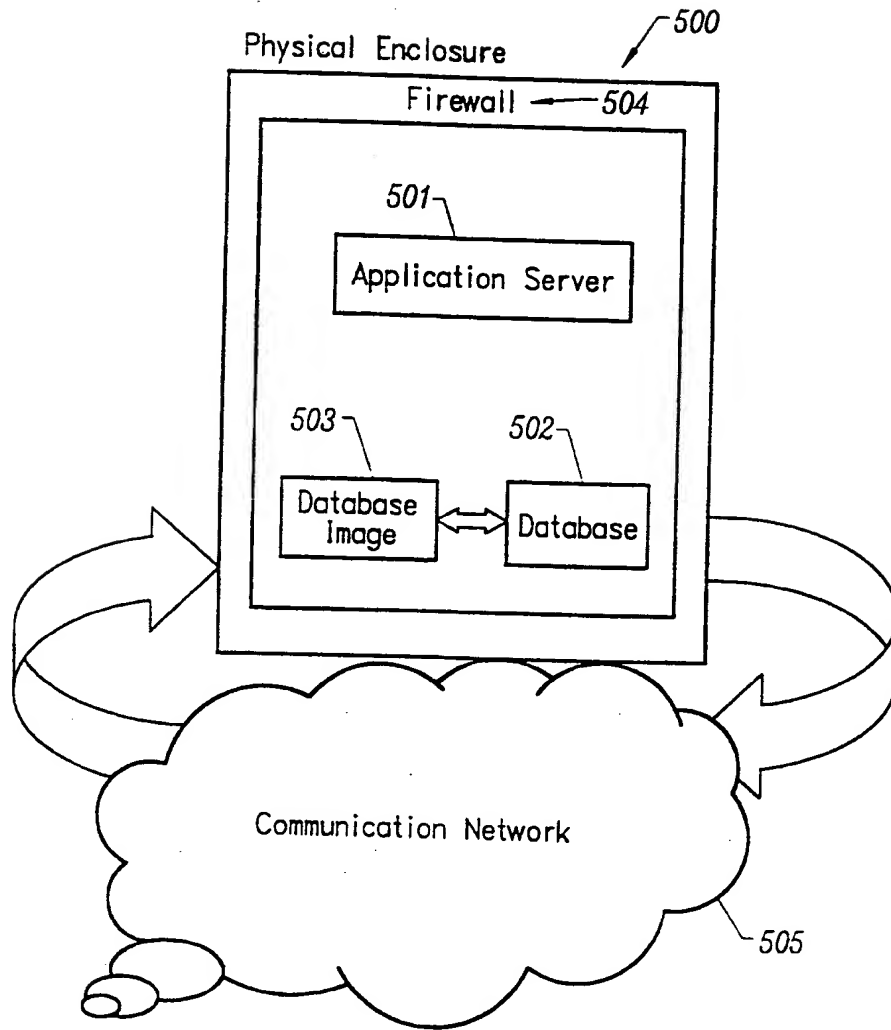 500
Physical Enclosure
Firewall 504
501
Application Server
503
502
Database
Image
Database
Communication Network
505